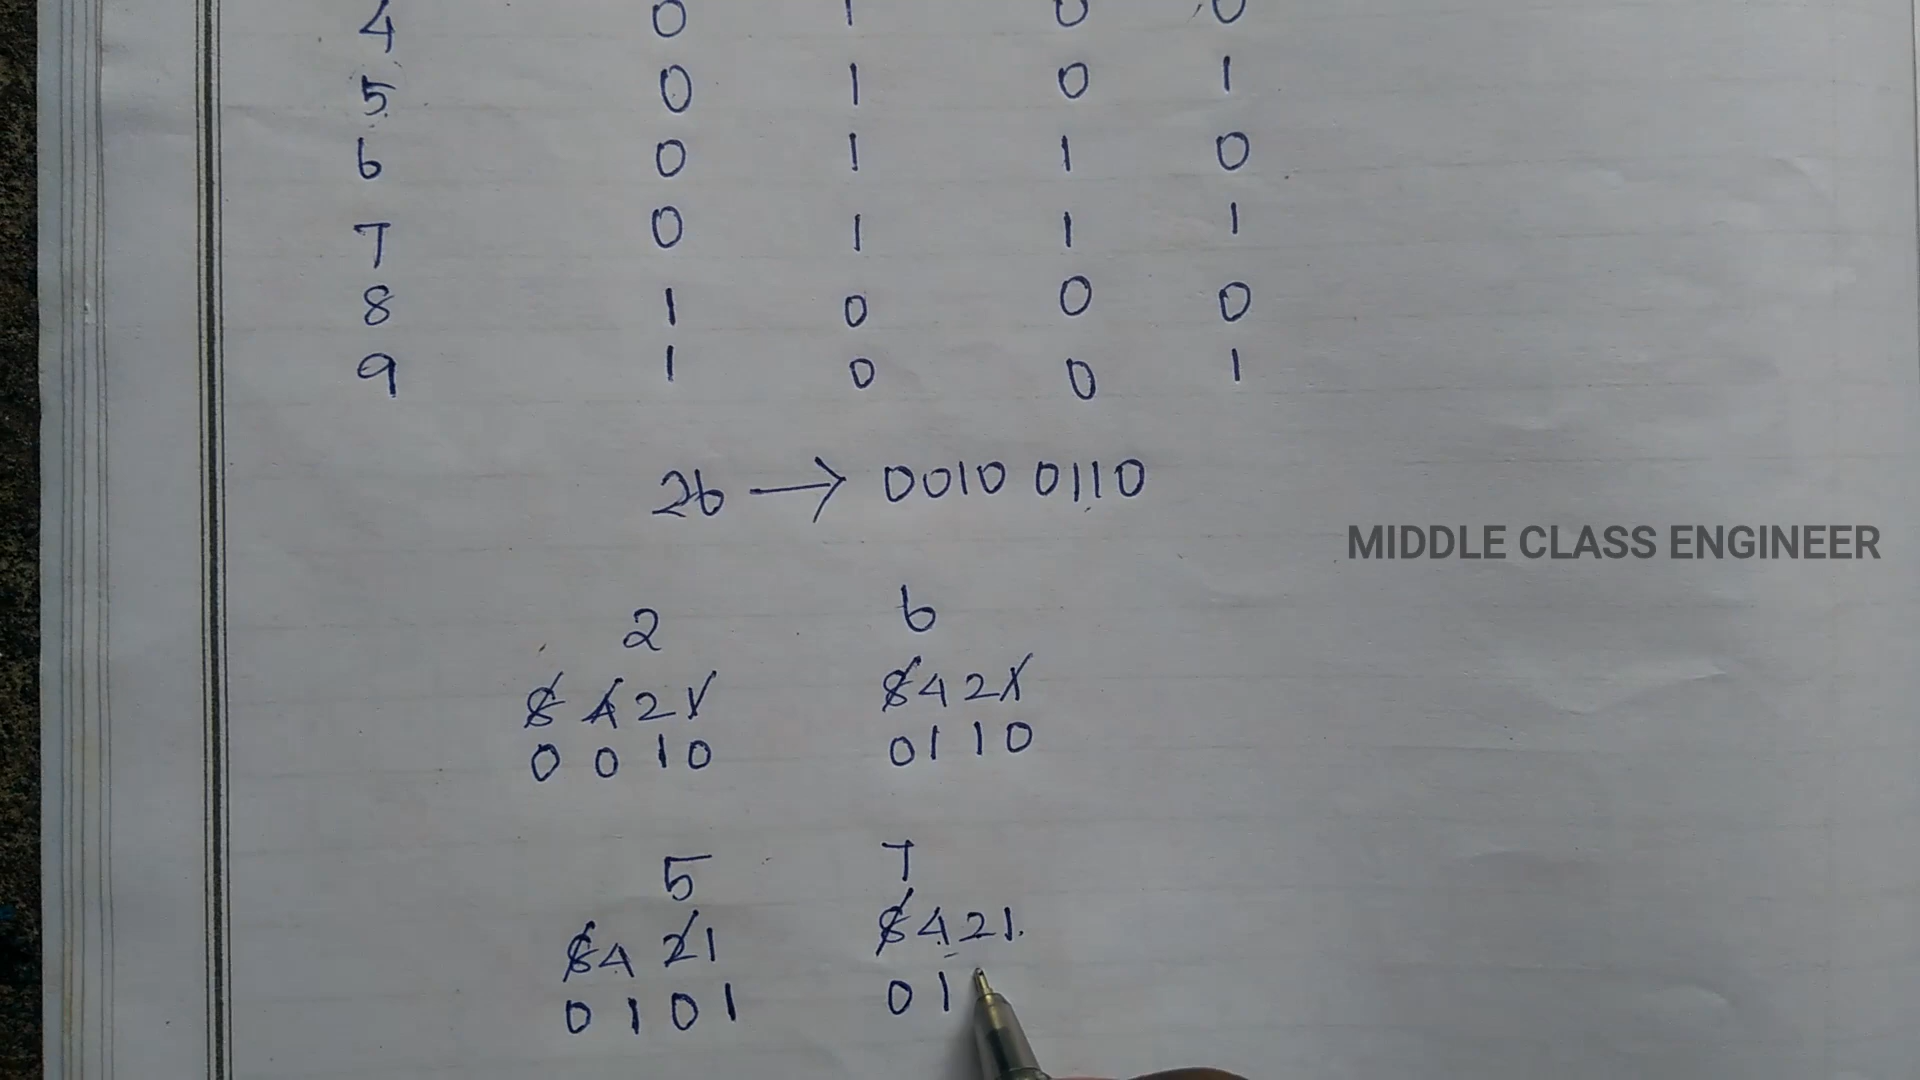 4 0 1 0 0
5 0 1 0 1
6 0 1 1 0
7 0 1 1 1
8 1 0 0 0
9 1 0 0 1
26 → 0010 0110
MIDDLE CLASS ENGINEER
2 6
8 4 2 1 8 4 2 1
0 0 1 0 0 1 1 0
5 7
8 4 2 1 8 4 2 1
0 1 0 1 0 1